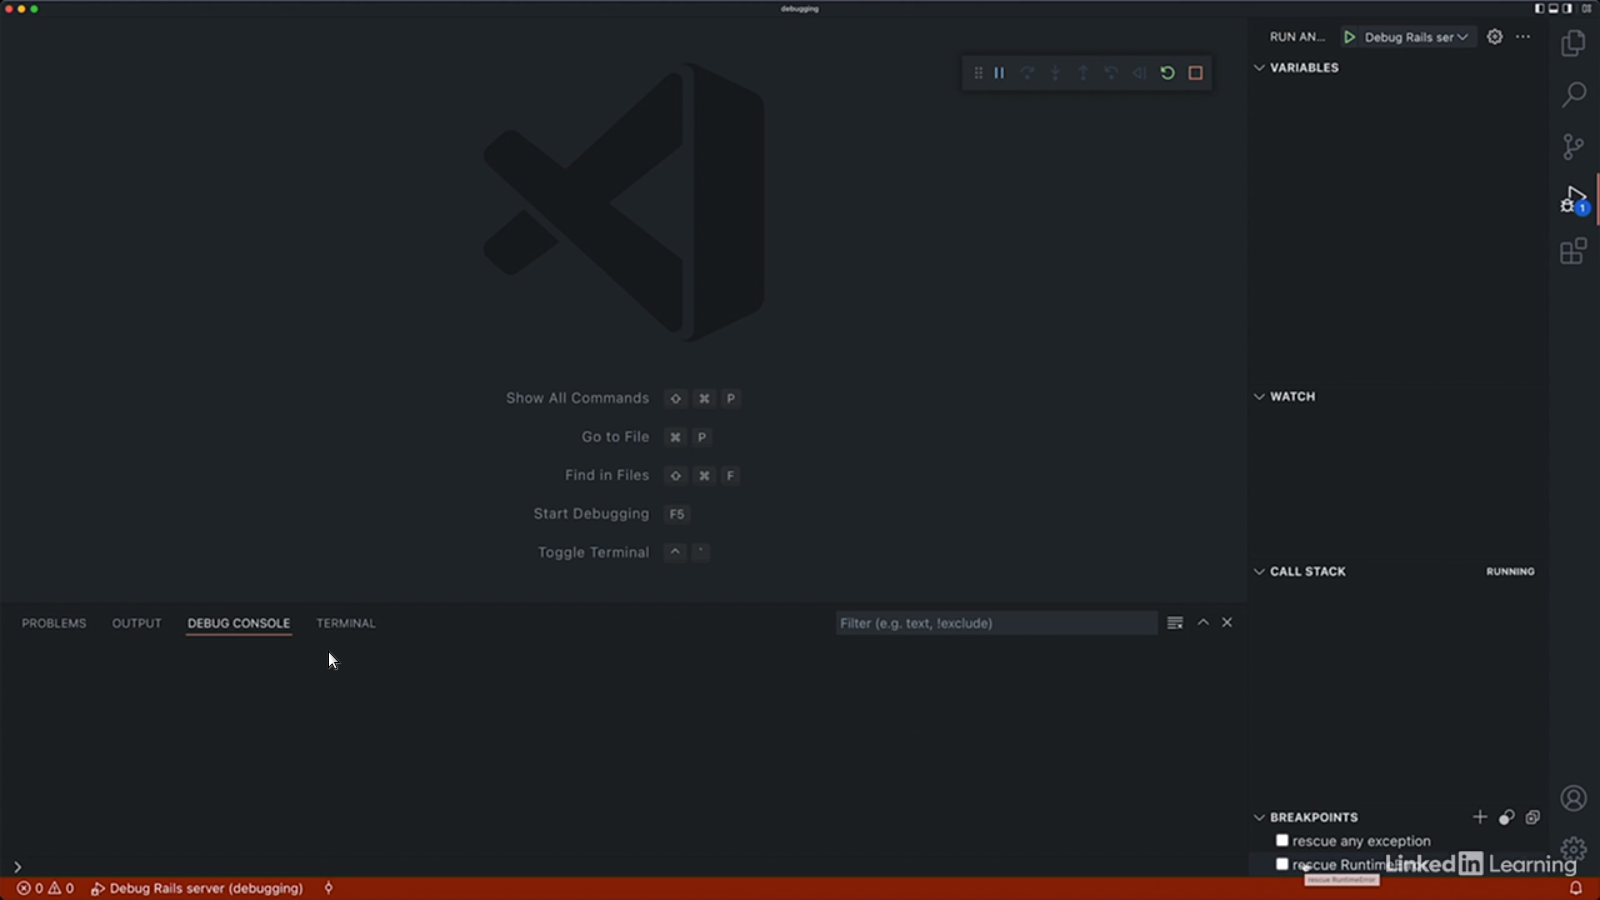 debugging
RUN AN...
Debug Rails ser
VARIABLES
1
Show All Commands ⇧ ⌘ P
Go to File ⌘ P
Find in Files ⇧ ⌘ F
Start Debugging F5
Toggle Terminal ^ `
WATCH
CALL STACK RUNNING
PROBLEMS OUTPUT DEBUG CONSOLE TERMINAL
Filter (e.g. text, !exclude)
BREAKPOINTS
rescue any exception
rescue RuntimeError
LinkedIn Learning
rescue RuntimeError
0 0 Debug Rails server (debugging)